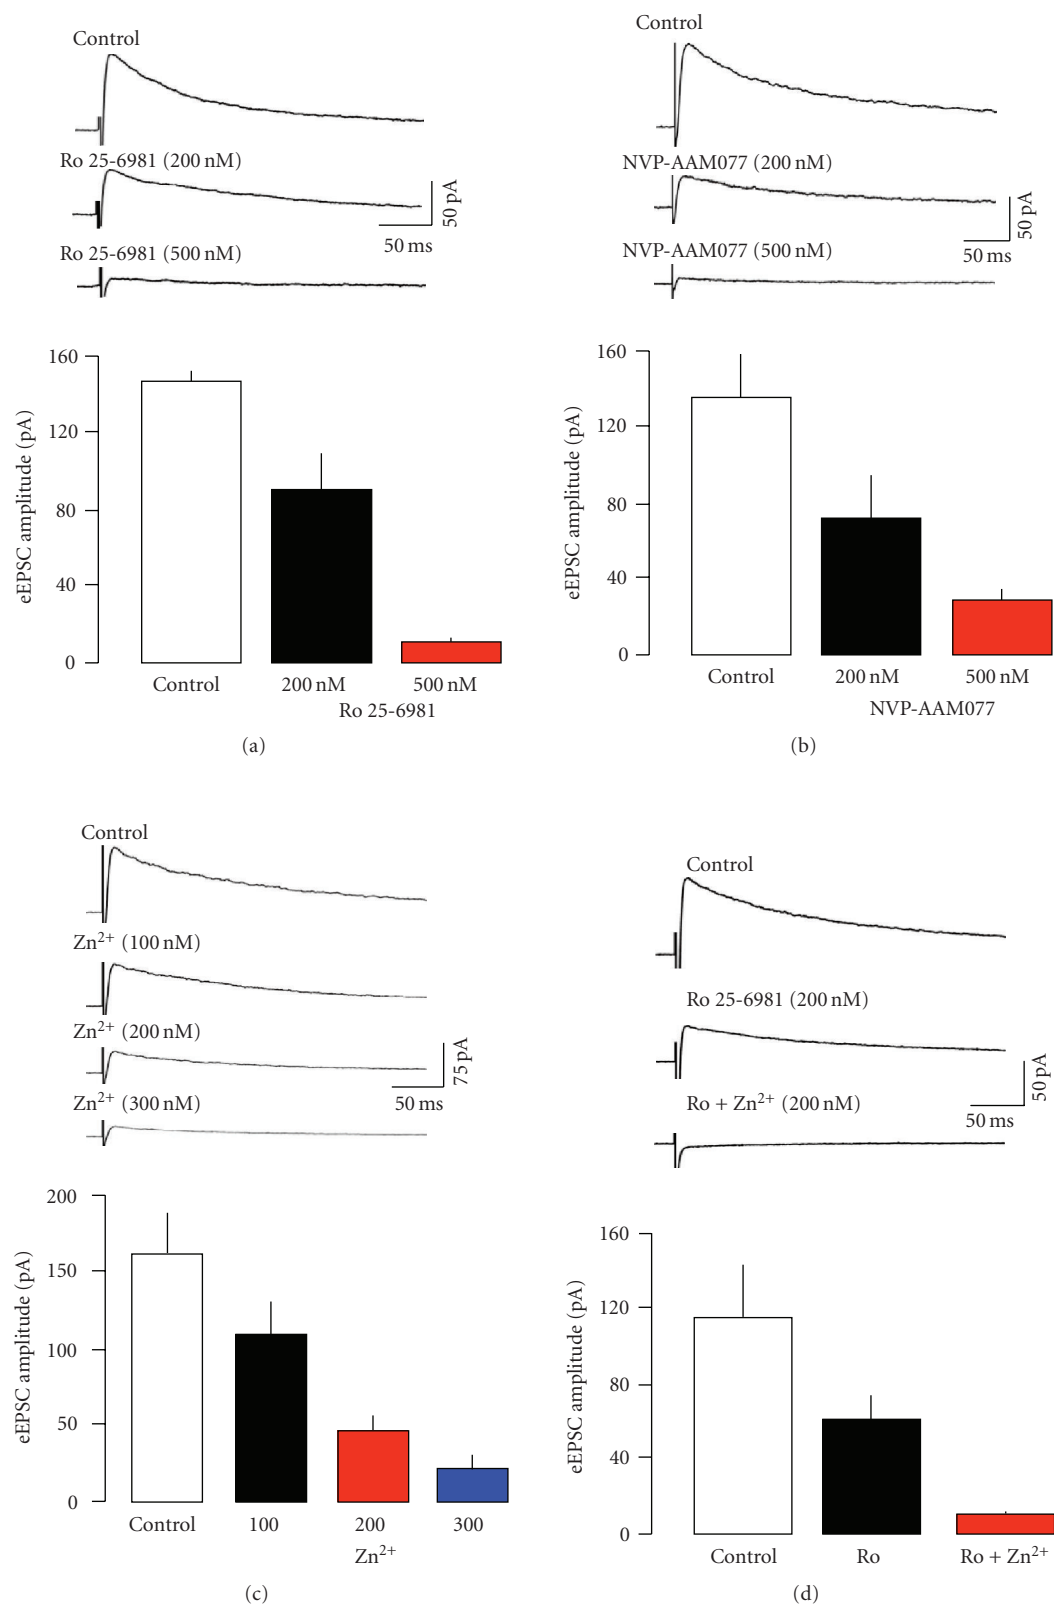 Control
Ro 25-6981 (200 nM)
50 pA
50 ms
Ro 25-6981 (500 nM)
160
120
80
40
0
eEPSC amplitude (pA)
Control
200 nM
500 nM
Ro 25-6981
(a)
Control
NVP-AAM077 (200 nM)
50 pA
50 ms
NVP-AAM077 (500 nM)
160
120
80
40
0
eEPSC amplitude (pA)
Control
200 nM
500 nM
NVP-AAM077
(b)
Control
Zn²⁺ (100 nM)
Zn²⁺ (200 nM)
75 pA
50 ms
Zn²⁺ (300 nM)
200
150
100
50
0
eEPSC amplitude (pA)
Control
100
200
300
Zn²⁺
(c)
Control
Ro 25-6981 (200 nM)
50 pA
50 ms
Ro + Zn²⁺ (200 nM)
160
120
80
40
0
eEPSC amplitude (pA)
Control
Ro
Ro + Zn²⁺
(d)